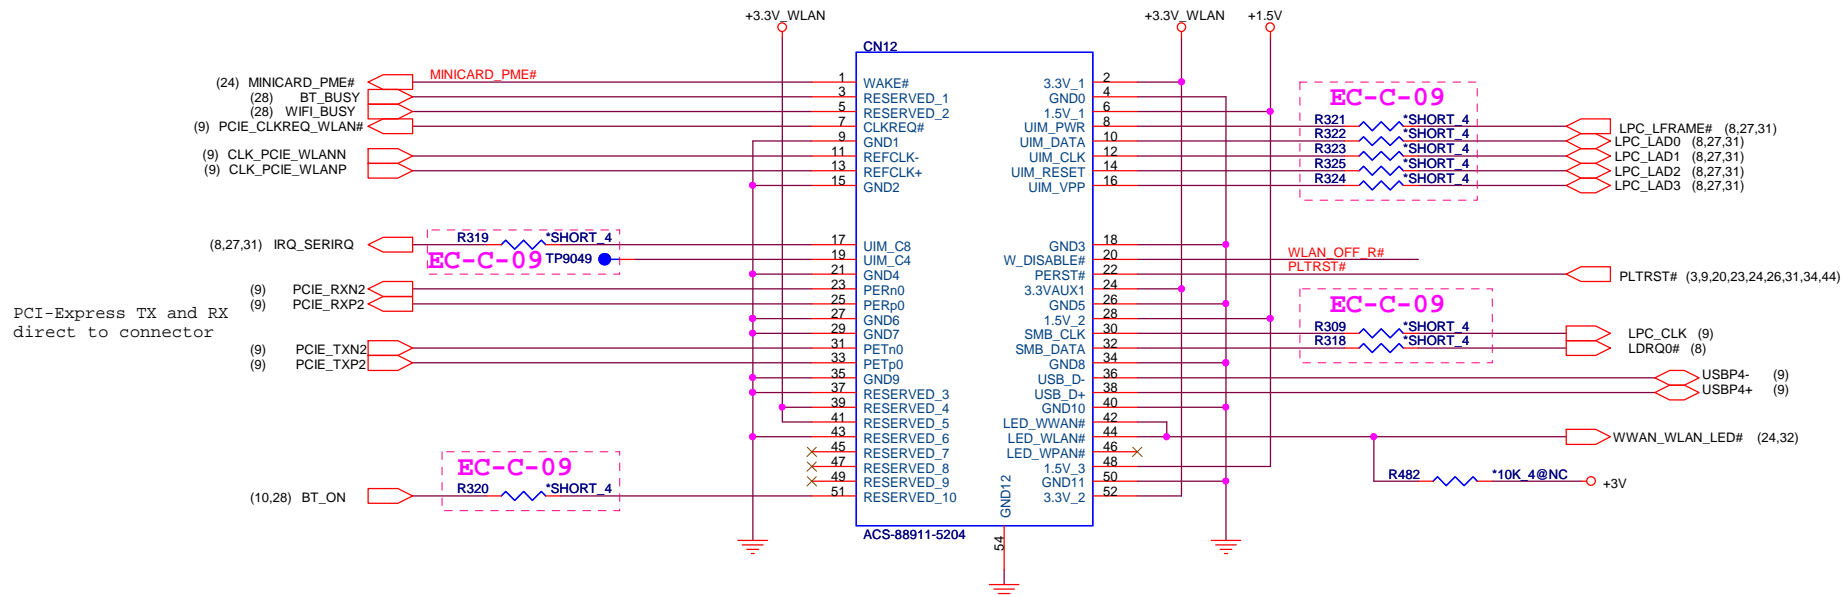 +3.3V_WLAN
+3.3V_WLAN +1.5V
CN12
(24) MINICARD_PME# MINICARD_PME# 1 WAKE# 3.3V_1 2
(28) BT_BUSY 3 RESERVED_1 GND0 4
EC-C-09
(28) WIFI_BUSY 5 RESERVED_2 1.5V_1 6
(9) PCIE_CLKREQ_WLAN# 7 CLKREQ# UIM_PWR 8 R321 *SHORT_4 LPC_LFRAME# (8,27,31)
9 GND1 UIM_DATA 10 R322 *SHORT_4 LPC_LAD0 (8,27,31)
(9) CLK_PCIE_WLANN 11 REFCLK- UIM_CLK 12 R323 *SHORT_4 LPC_LAD1 (8,27,31)
(9) CLK_PCIE_WLANP 13 REFCLK+ UIM_RESET 14 R325 *SHORT_4 LPC_LAD2 (8,27,31)
15 GND2 UIM_VPP 16 R324 *SHORT_4 LPC_LAD3 (8,27,31)
(8,27,31) IRQ_SERIRQ R319 *SHORT_4 17 UIM_C8 GND3 18
EC-C-09 TP9049 19 UIM_C4 W_DISABLE# 20 WLAN_OFF_R#
21 GND4 PERST# 22 PLTRST# PLTRST# (3,9,20,23,24,26,31,34,44)
(9) PCIE_RXN2 23 PERn0 3.3VAUX1 24
(9) PCIE_RXP2 25 PERp0 GND5 26
EC-C-09
PCI-Express TX and RX
direct to connector
27 GND6 1.5V_2 28
29 GND7 SMB_CLK 30 R309 *SHORT_4 LPC_CLK (9)
(9) PCIE_TXN2 31 PETn0 SMB_DATA 32 R318 *SHORT_4 LDRQ0# (8)
(9) PCIE_TXP2 33 PETp0 GND8 34
35 GND9 USB_D- 36 USBP4- (9)
37 RESERVED_3 USB_D+ 38 USBP4+ (9)
39 RESERVED_4 GND10 40
41 RESERVED_5 LED_WWAN# 42
43 RESERVED_6 LED_WLAN# 44 WWAN_WLAN_LED# (24,32)
45 RESERVED_7 LED_WPAN# 46
EC-C-09
47 RESERVED_8 1.5V_3 48
49 RESERVED_9 GND11 50 R482 *10K_4@NC +3V
(10,28) BT_ON R320 *SHORT_4 51 RESERVED_10 3.3V_2 52
GND12
ACS-88911-5204
54